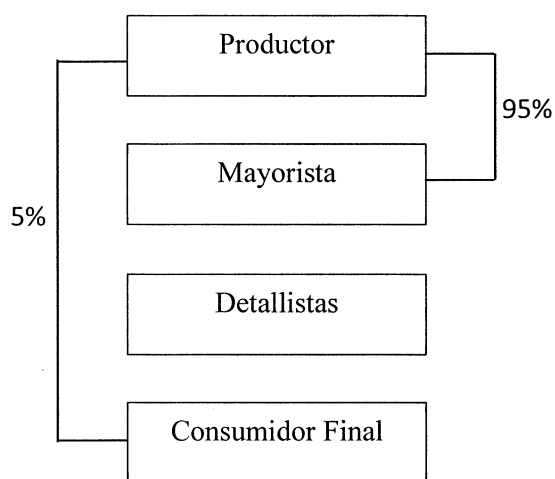 Productor
95%
Mayorista
5%
Detallistas
Consumidor Final